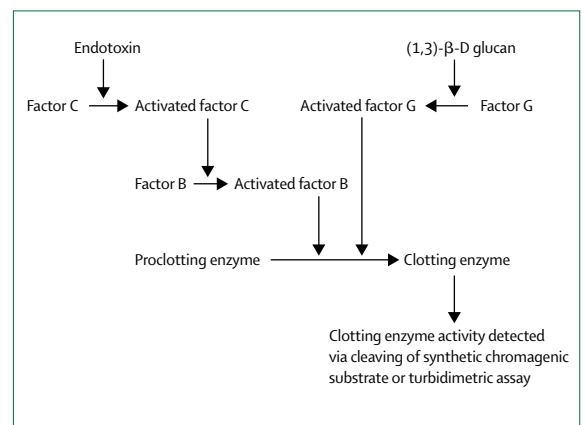 Endotoxin
(1,3)-β-D glucan
Factor C
Activated factor C
Activated factor G
Factor G
Factor B
Activated factor B
Proclotting enzyme
Clotting enzyme
Clotting enzyme activity detected
via cleaving of synthetic chromagenic
substrate or turbidimetric assay